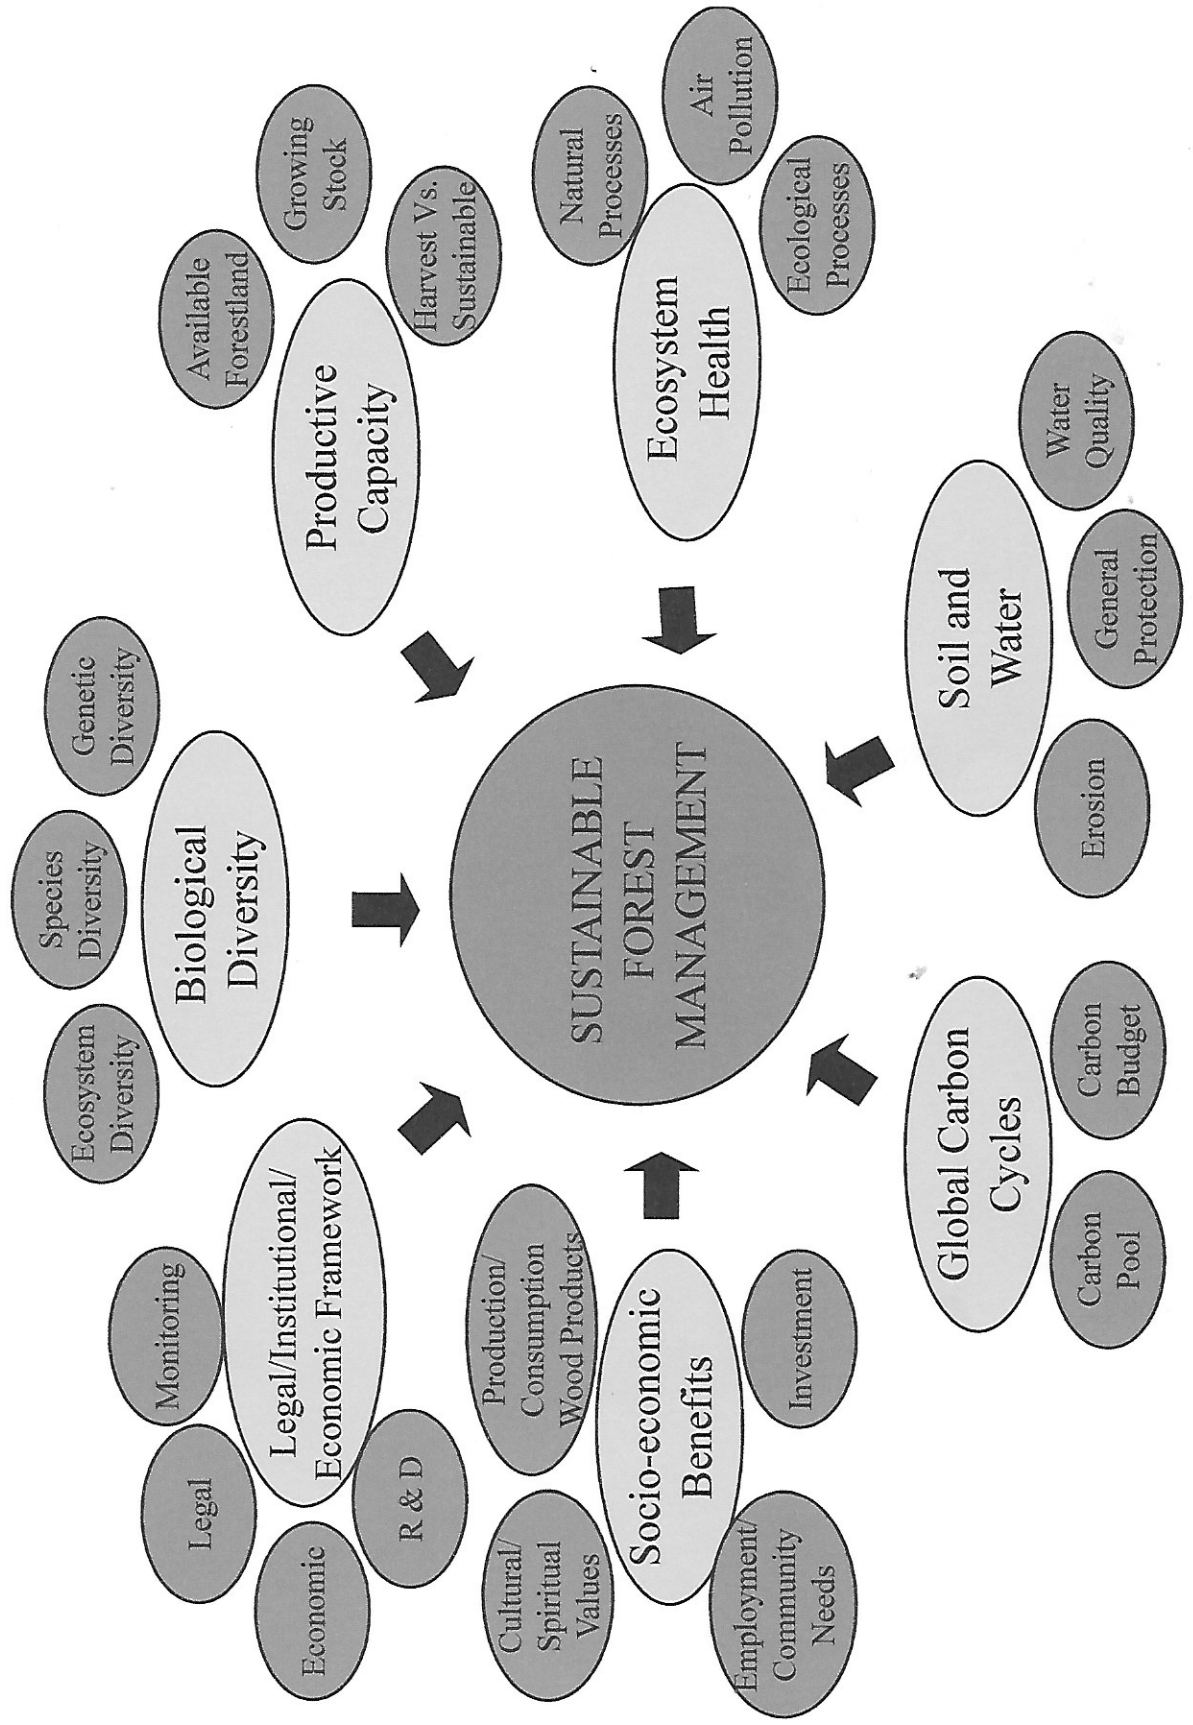 Ecosystem
Diversity
Species
Diversity
Genetic
Diversity
Biological
Diversity
Available
Forestland
Growing
Stock
Harvest Vs.
Sustainable
Productive
Capacity
Natural
Processes
Air
Pollution
Ecological
Processes
Ecosystem
Health
Water
Quality
General
Protection
Erosion
Soil and
Water
Carbon
Budget
Carbon
Pool
Global Carbon
Cycles
Investment
Employment/
Community
Needs
Cultural/
Spiritual
Values
Production/
Consumption
Wood Products
Socio-economic
Benefits
R & D
Economic
Legal
Monitoring
Legal/Institutional/
Economic Framework
SUSTAINABLE
FOREST
MANAGEMENT